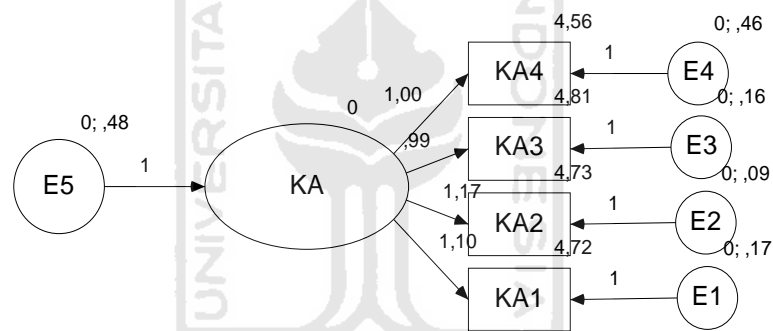 4,56
0; ,46
KA4
1
E4
1,00
0
4,81
0; ,16
0; ,48
,99
KA3
1
E3
E5
1
KA
4,73
0; ,09
1,17
KA2
1
E2
1,10
4,72
0; ,17
KA1
1
E1
UNIVERSITA
NDONESIA